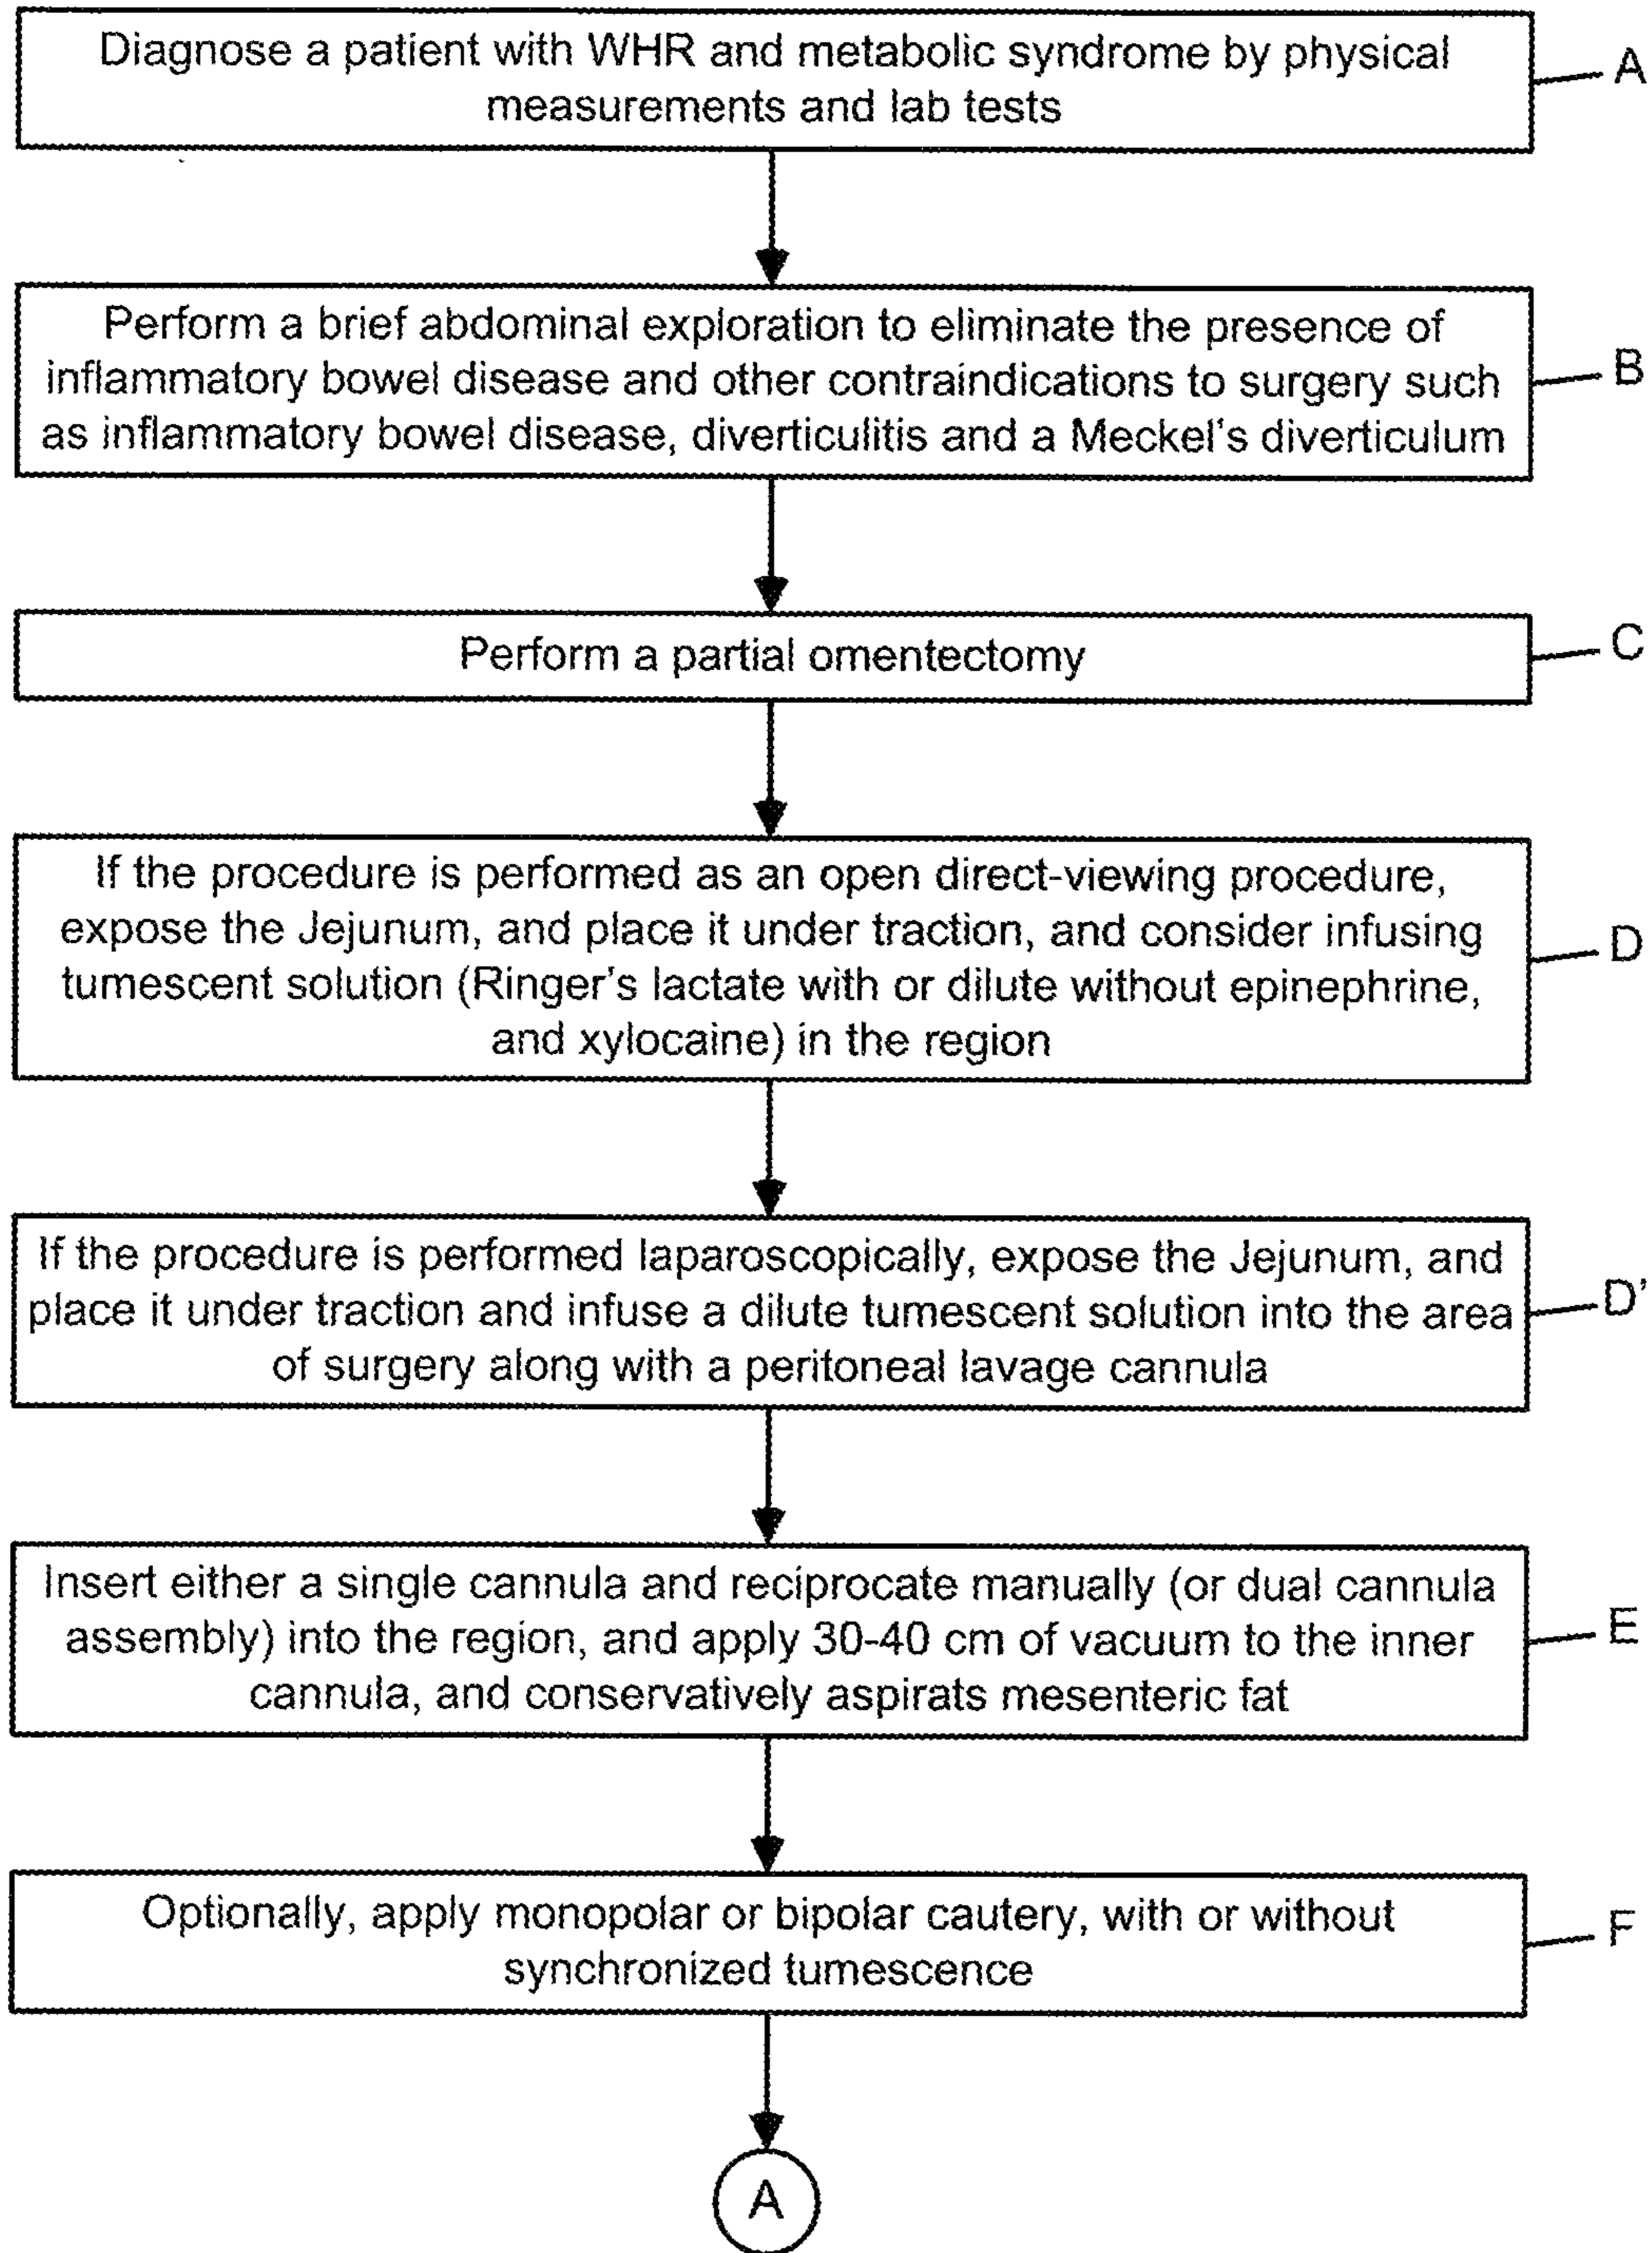 Diagnose a patient with WHR and metabolic syndrome by physical
measurements and lab tests
A
Perform a brief abdominal exploration to eliminate the presence of
inflammatory bowel disease and other contraindications to surgery such
as inflammatory bowel disease, diverticulitis and a Meckel's diverticulum
B
Perform a partial omentectomy
C
If the procedure is performed as an open direct-viewing procedure,
expose the Jejunum, and place it under traction, and consider infusing
tumescent solution (Ringer's lactate with or dilute without epinephrine,
and xylocaine) in the region
D
If the procedure is performed laparoscopically, expose the Jejunum, and
place it under traction and infuse a dilute tumescent solution into the area
of surgery along with a peritoneal lavage cannula
D'
Insert either a single cannula and reciprocate manually (or dual cannula
assembly) into the region, and apply 30-40 cm of vacuum to the inner
cannula, and conservatively aspirats mesenteric fat
E
Optionally, apply monopolar or bipolar cautery, with or without
synchronized tumescence
F
A